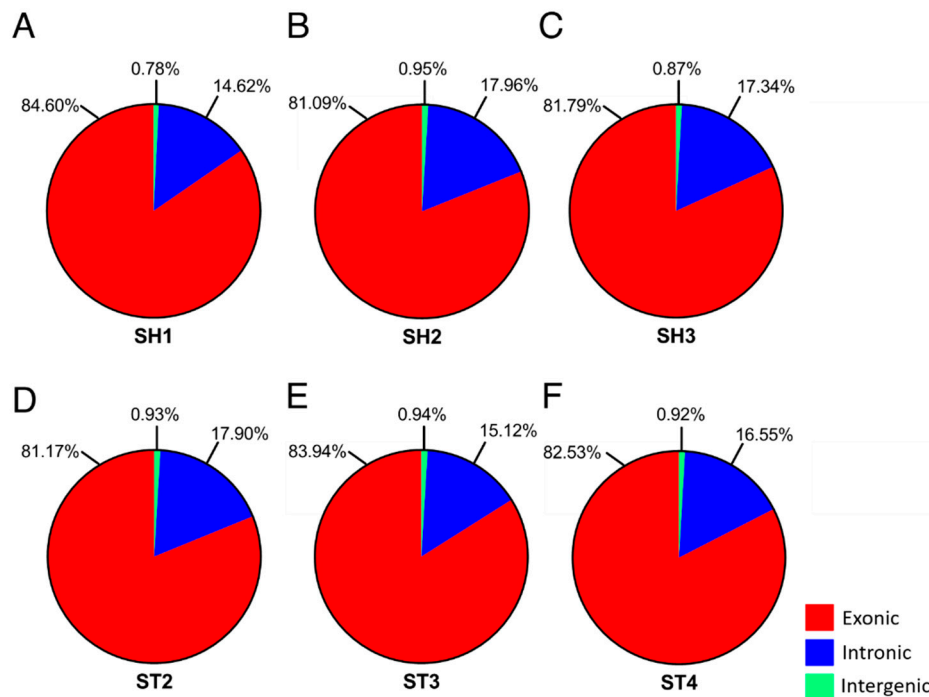 A
B
C
0.78%
14.62%
84.60%
0.95%
17.96%
81.09%
0.87%
17.34%
81.79%
SH1
SH2
SH3
D
E
F
0.93%
17.90%
81.17%
0.94%
15.12%
83.94%
0.92%
16.55%
82.53%
ST2
ST3
ST4
Exonic
Intronic
Intergenic